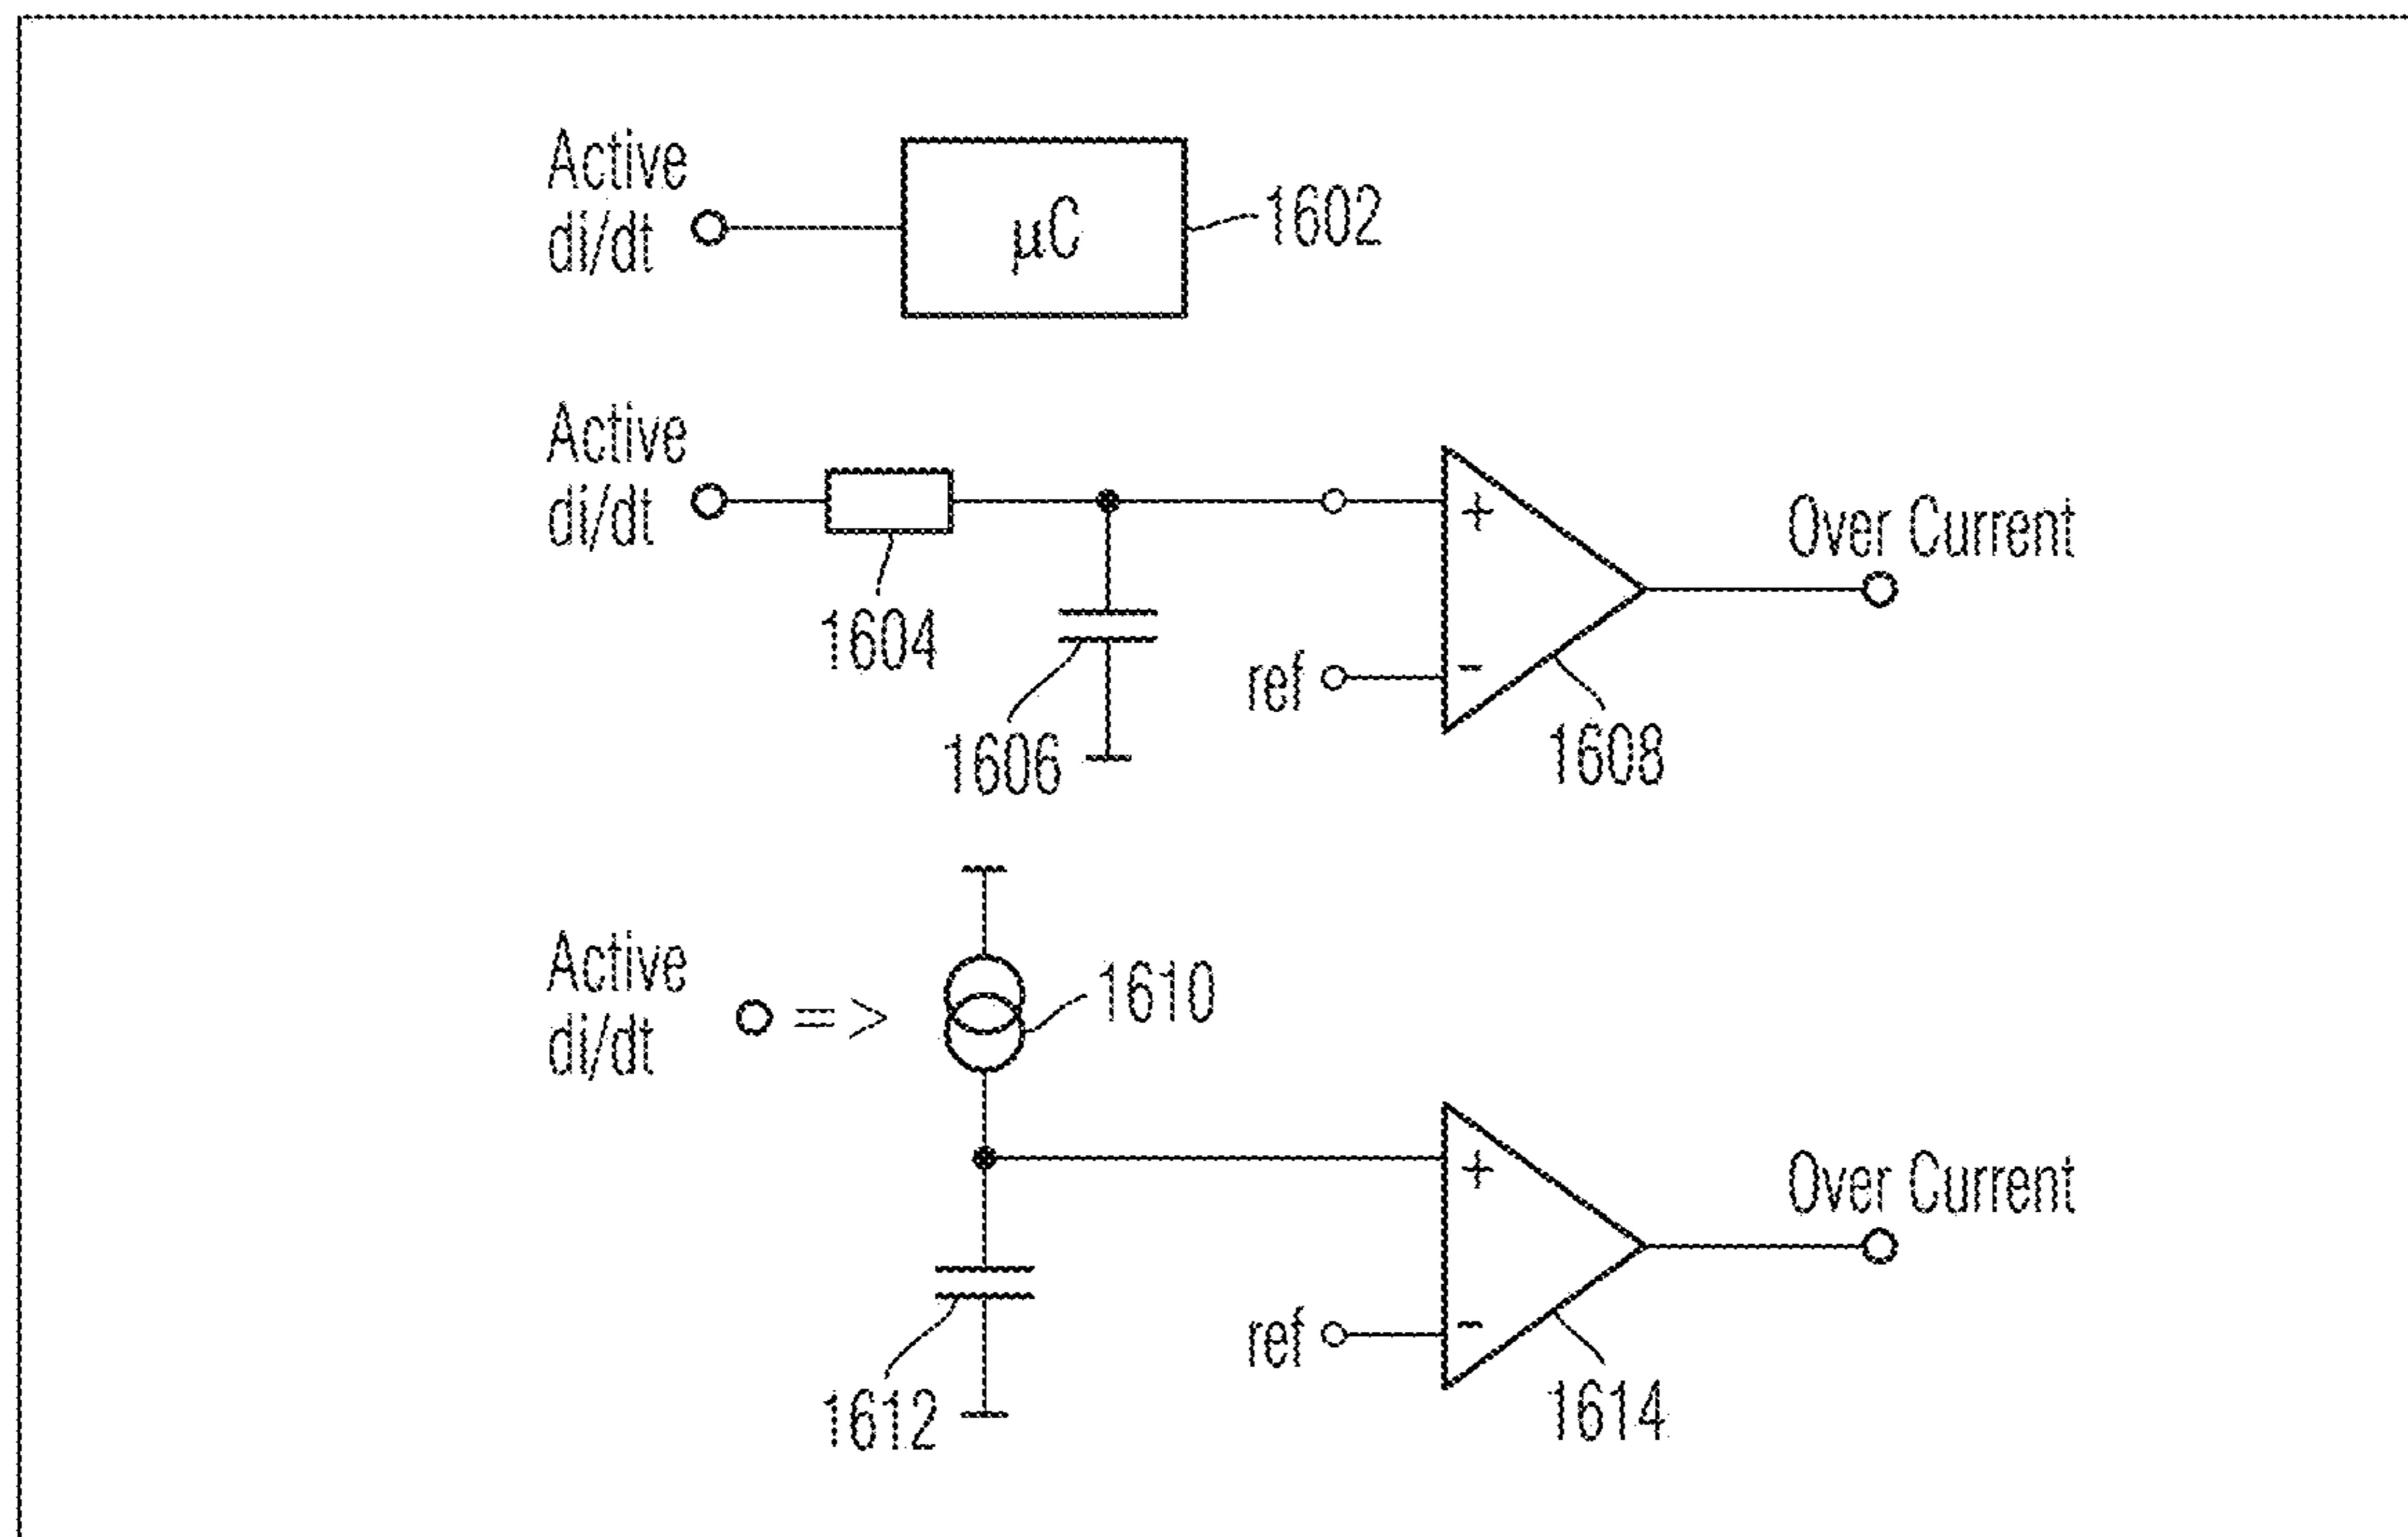 Active
di/dt
µC
1602
Active
di/dt
1604
1606
+
-
ref
1608
Over Current
Active
di/dt
=>
1610
1612
+
-
ref
1614
Over Current